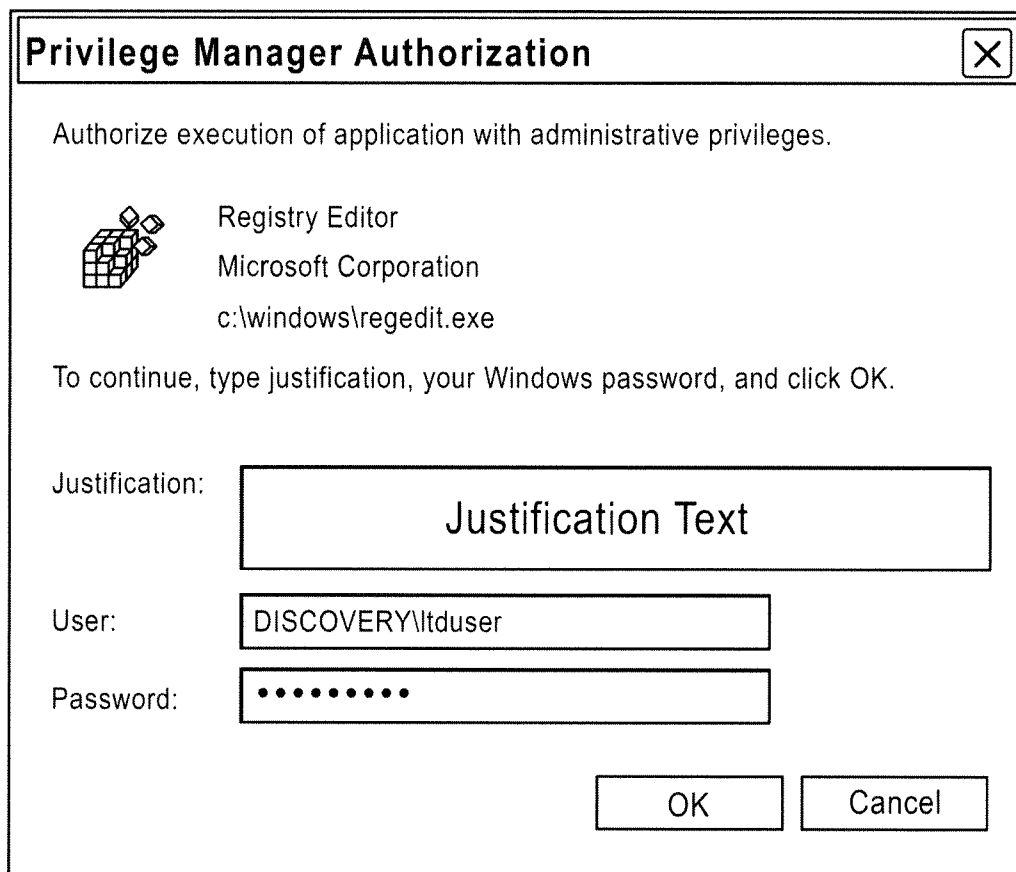 Privilege Manager Authorization
Authorize execution of application with administrative privileges.
Registry Editor
Microsoft Corporation
c:\windows\regedit.exe
To continue, type justification, your Windows password, and click OK.
Justification:
Justification Text
User:
DISCOVERY\ltduser
Password:
•••••••••
OK
Cancel